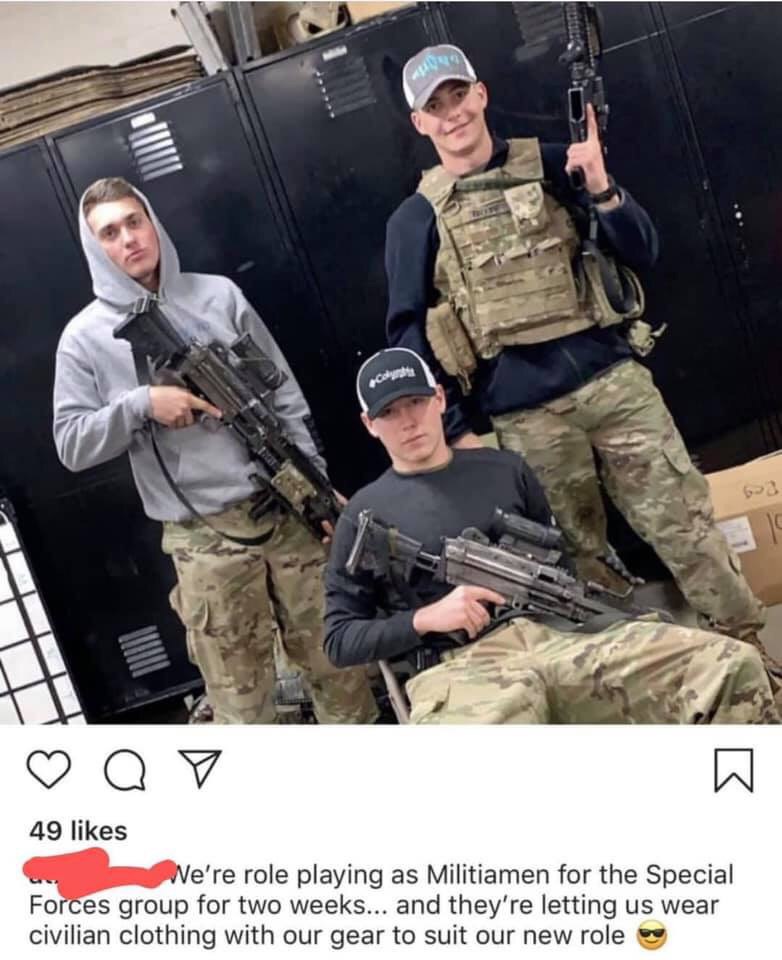 Columbia
49 likes
We're role playing as Militiamen for the Special
Forces group for two weeks... and they're letting us wear
civilian clothing with our gear to suit our new role 😎